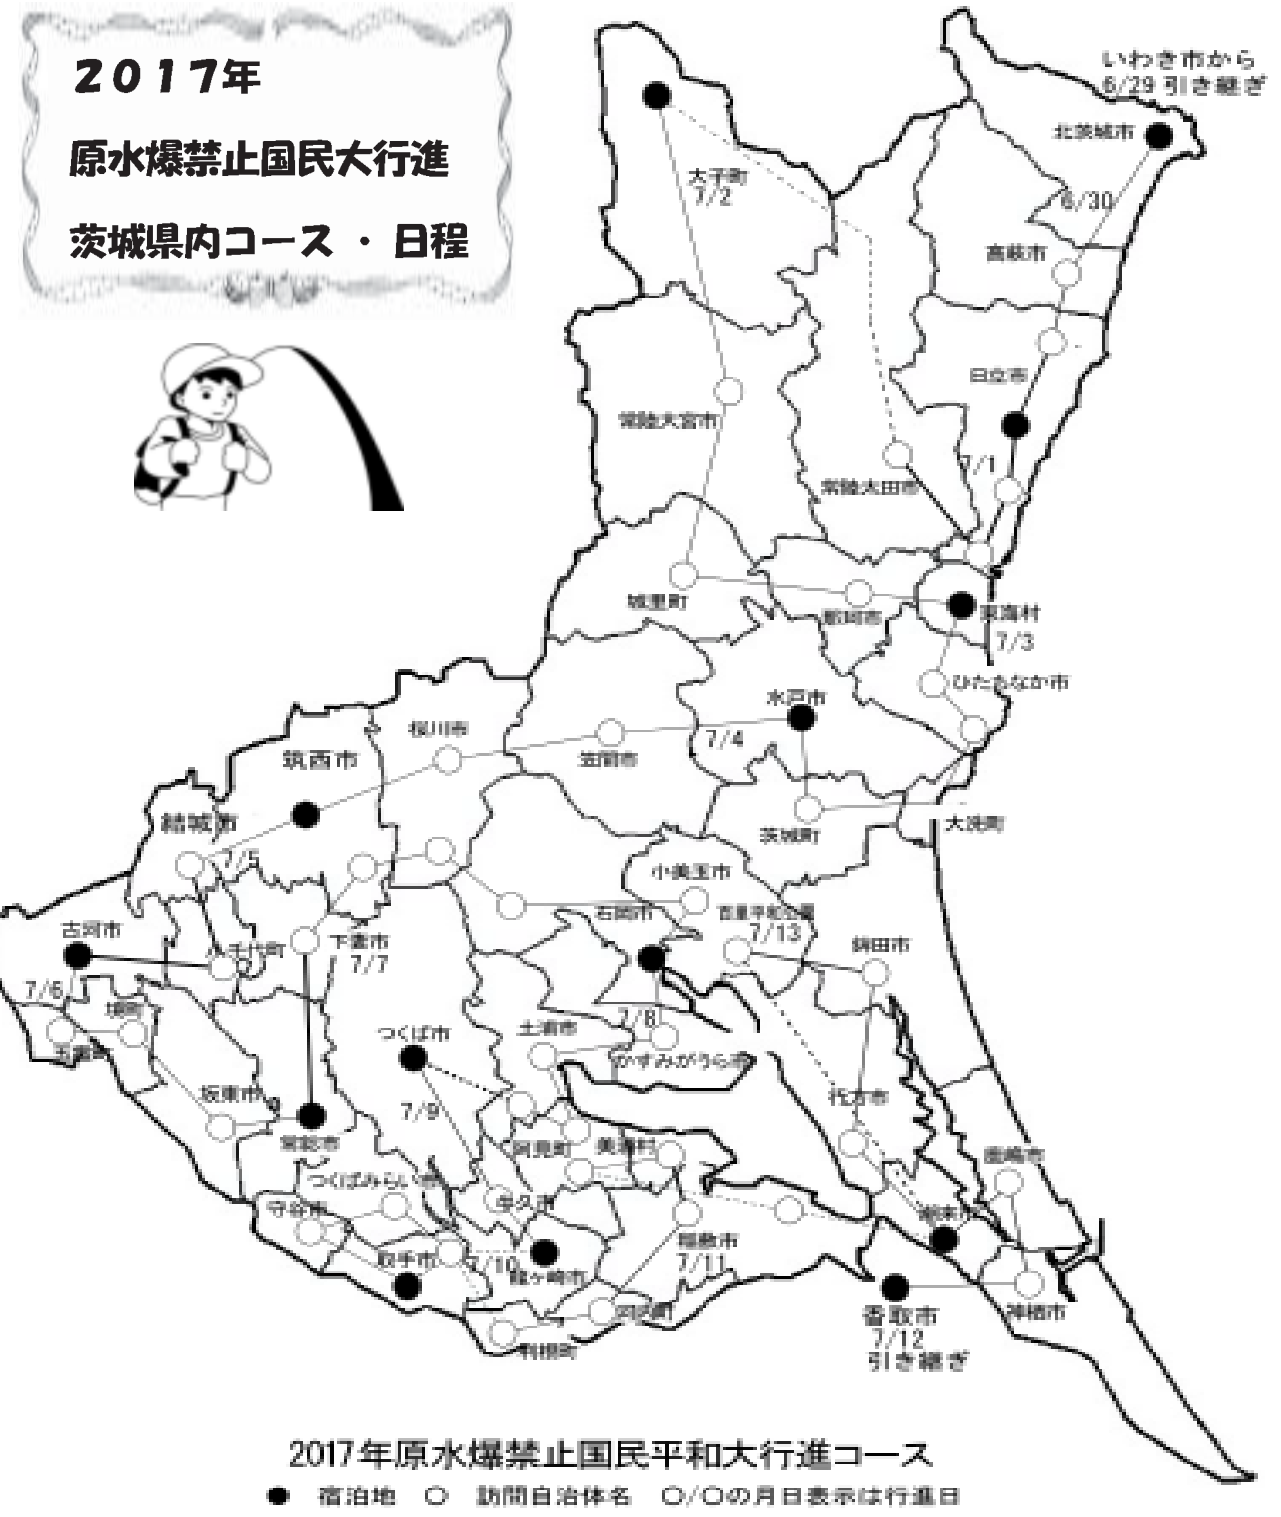 2017年
原水爆禁止国民大行進
茨城県内コース ・ 日程
いわき市から
6/29 引き継ぎ
北茨城市
6/30
大子町
7/2
高萩市
日立市
常陸大宮市
7/1
常陸太田市
城里町
那珂市
東海村
7/3
ひたちなか市
水戸市
7/4
桜川市
笠間市
筑西市
結城市
茨城町
大洗町
7/5
小美玉市
石岡市
百里平和公園
7/13
古河市
千代町
下妻市
7/7
鉾田市
7/6
境町
五霞町
つくば市
土浦市
7/8
かすみがうら市
坂東市
7/9
行方市
常総市
阿見町
美浦村
鹿嶋市
つくばみらい市
守谷市
牛久市
潮来市
取手市
7/10
龍ヶ崎市
稲敷市
7/11
河内町
利根町
香取市
7/12
引き継ぎ
神栖市
2017年原水爆禁止国民平和大行進コース
● 宿泊地 ○ 訪問自治体名 ○/○の月日表示は行進日